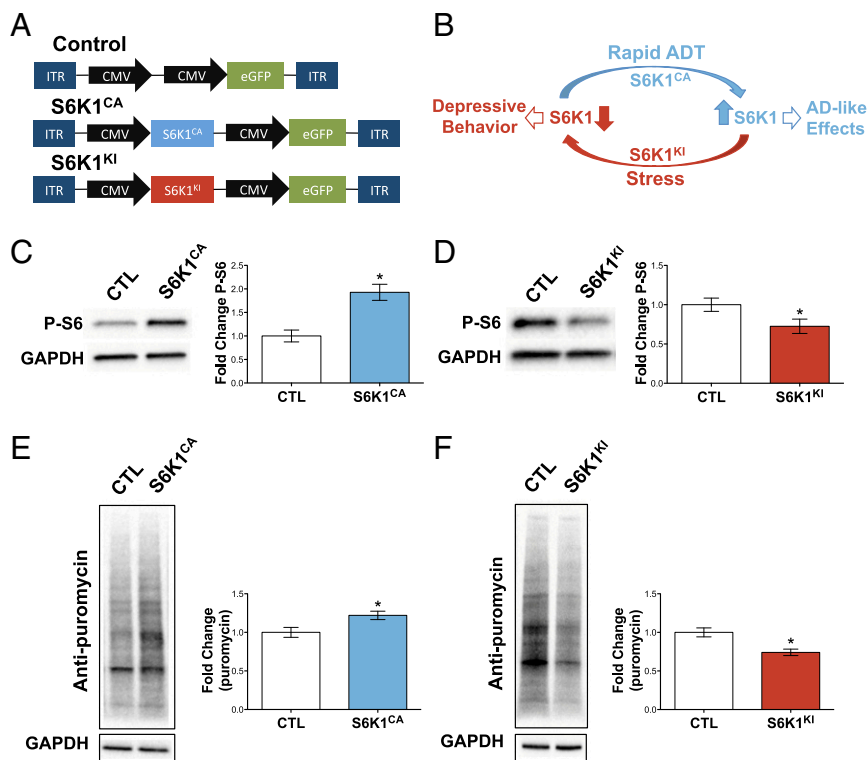 A
Control
ITR CMV CMV eGFP ITR
S6K1CA
ITR CMV S6K1CA CMV eGFP ITR
S6K1KI
ITR CMV S6K1KI CMV eGFP ITR
B
Rapid ADT
S6K1CA
Depressive
Behavior
S6K1
S6K1
AD-like
Effects
S6K1KI
Stress
C
CTL
S6K1CA
P-S6
GAPDH
Fold Change P-S6
2.5
2.0
1.5
1.0
0.5
0.0
*
CTL S6K1CA
D
CTL
S6K1KI
P-S6
GAPDH
Fold Change P-S6
1.5
1.0
0.5
0.0
*
CTL S6K1KI
E
CTL
S6K1CA
Anti-puromycin
GAPDH
Fold Change
(puromycin)
1.5
1.0
0.5
0.0
*
CTL S6K1CA
F
CTL
S6K1KI
Anti-puromycin
GAPDH
Fold Change
(puromycin)
1.5
1.0
0.5
0.0
*
CTL S6K1KI